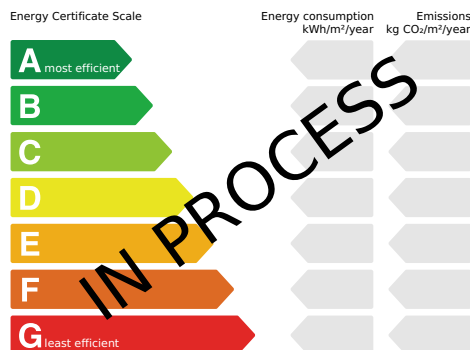 Energy Certificate Scale
Energy consumption
kWh/m²/year
Emissions
kg CO₂/m²/year
A most efficient
B
C
D
E
F
G least efficient
IN PROCESS